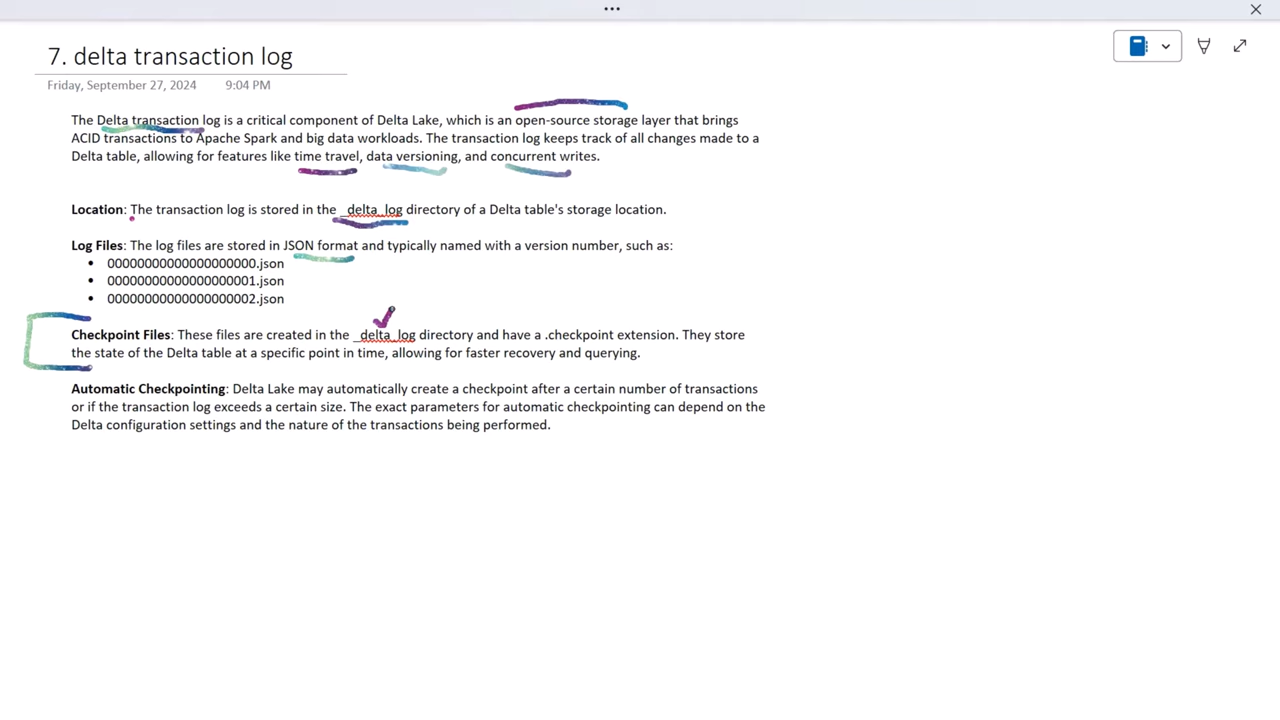 7. delta transaction log
Friday, September 27, 2024 9:04 PM
The Delta transaction log is a critical component of Delta Lake, which is an open-source storage layer that brings
ACID transactions to Apache Spark and big data workloads. The transaction log keeps track of all changes made to a
Delta table, allowing for features like time travel, data versioning, and concurrent writes.
Location: The transaction log is stored in the _delta_log directory of a Delta table's storage location.
Log Files: The log files are stored in JSON format and typically named with a version number, such as:
• 00000000000000000000.json
• 00000000000000000001.json
• 00000000000000000002.json
Checkpoint Files: These files are created in the _delta_log directory and have a .checkpoint extension. They store
the state of the Delta table at a specific point in time, allowing for faster recovery and querying.
Automatic Checkpointing: Delta Lake may automatically create a checkpoint after a certain number of transactions
or if the transaction log exceeds a certain size. The exact parameters for automatic checkpointing can depend on the
Delta configuration settings and the nature of the transactions being performed.